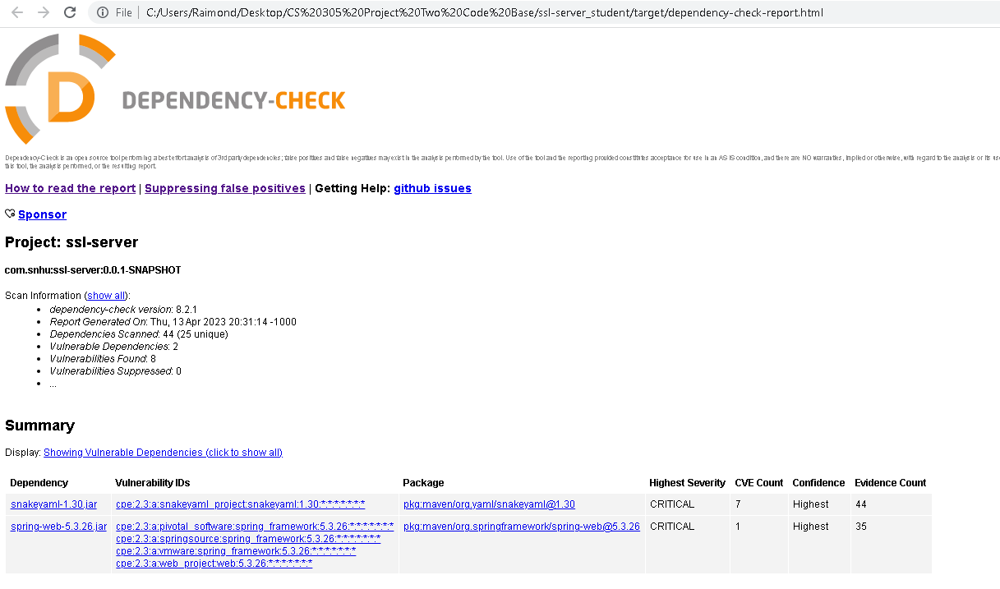 File | C:/Users/Raimond/Desktop/CS%20305%20Project%20Two%20Code%20Base/ssl-server_student/target/dependency-check-report.html
D DEPENDENCY-CHECK
Dependency-Check is an open source tool performing a best effort analysis of 3rd party dependencies; false positives and false negatives may exist in the analysis performed by the tool. Use of the tool and the reporting provided constitutes acceptance for use in an AS IS condition, and there are NO warranties, implied or otherwise, with regard to the analysis or its
this tool, the analysis performed, or the resulting report.
How to read the report | Suppressing false positives | Getting Help: github issues
Sponsor
Project: ssl-server
com.snhu:ssl-server:0.0.1-SNAPSHOT
Scan Information (show all):
• dependency-check version: 8.2.1
• Report Generated On: Thu, 13 Apr 2023 20:31:14 -1000
• Dependencies Scanned: 44 (25 unique)
• Vulnerable Dependencies: 2
• Vulnerabilities Found: 8
• Vulnerabilities Suppressed: 0
• ...
Summary
Display: Showing Vulnerable Dependencies (click to show all)
Dependency Vulnerability IDs Package Highest Severity CVE Count Confidence Evidence Count
snakeyaml-1.30.jar cpe:2.3:a:snakeyaml_project:snakeyaml:1.30:*:*:*:*:*:*:* pkg:maven/org.yaml/snakeyaml@1.30 CRITICAL 7 Highest 44
spring-web-5.3.26.jar cpe:2.3:a:pivotal_software:spring_framework:5.3.26:*:*:*:*:*:*:* pkg:maven/org.springframework/spring-web@5.3.26 CRITICAL 1 Highest 35
cpe:2.3:a:springsource:spring_framework:5.3.26:*:*:*:*:*:*:*
cpe:2.3:a:vmware:spring_framework:5.3.26:*:*:*:*:*:*:*
cpe:2.3:a:web_project:web:5.3.26:*:*:*:*:*:*:*